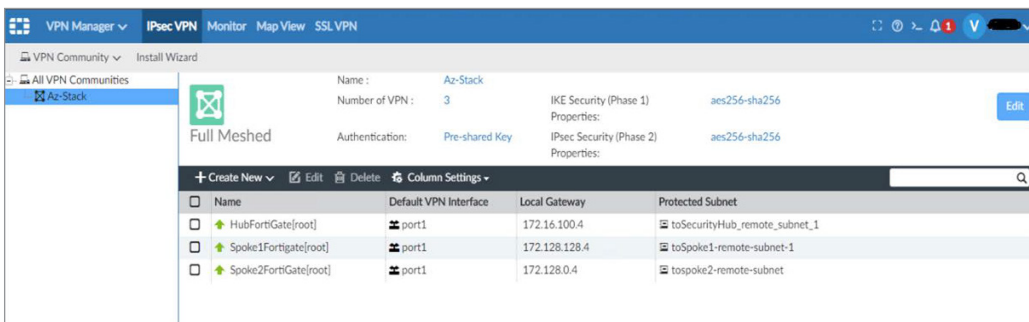 VPN Manager IPsec VPN Monitor Map View SSL VPN 1 V
VPN Community Install Wizard
All VPN Communities
Az-Stack
Name : Az-Stack
Number of VPN : 3 IKE Security (Phase 1) Properties: aes256-sha256
Edit
Full Meshed
Authentication: Pre-shared Key IPsec Security (Phase 2) Properties: aes256-sha256
Create New Edit Delete Column Settings
Name Default VPN Interface Local Gateway Protected Subnet
HubFortiGate[root] port1 172.16.100.4 toSecurityHub_remote_subnet_1
Spoke1Fortigate[root] port1 172.128.128.4 toSpoke1-remote-subnet-1
Spoke2FortiGate[root] port1 172.128.0.4 tospoke2-remote-subnet